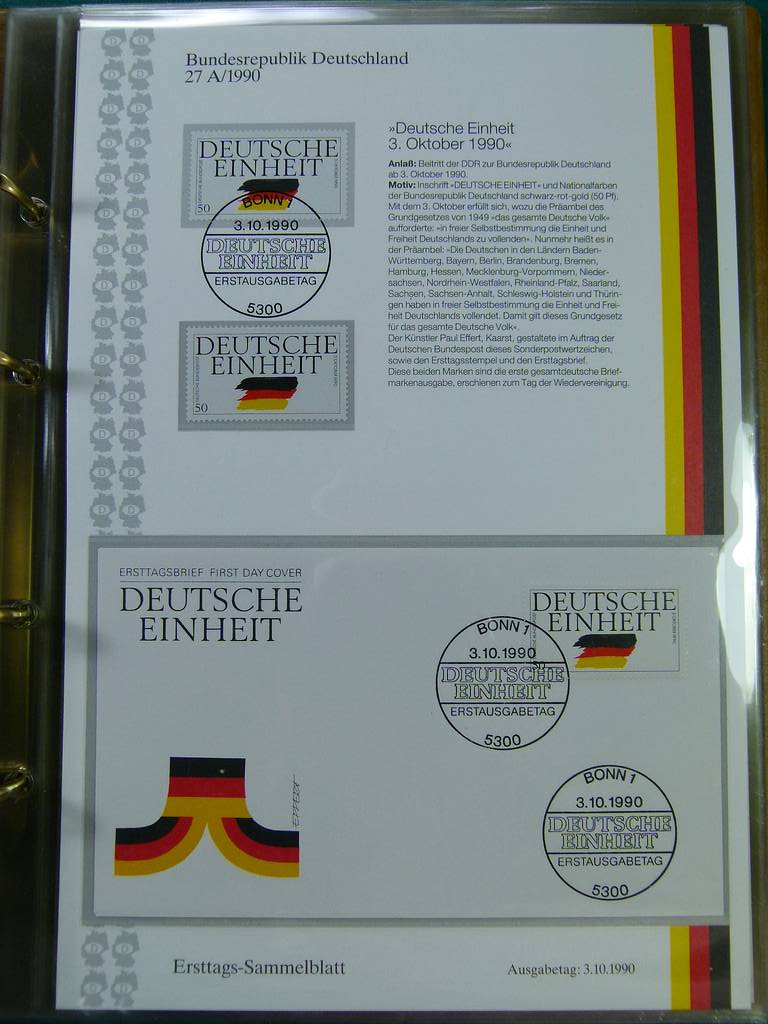 Bundesrepublik Deutschland
27 A/1990
»Deutsche Einheit
3. Oktober 1990«
Anlaß: Beitritt der DDR zur Bundesrepublik Deutschland
ab 3. Oktober 1990.
Motiv: Inschrift »DEUTSCHE EINHEIT« und Nationalfarben
der Bundesrepublik Deutschland schwarz-rot-gold (50 Pf).
Mit dem 3. Oktober erfüllt sich, wozu die Präambel des
Grundgesetzes von 1949 »das gesamte Deutsche Volk«
aufforderte: »in freier Selbstbestimmung die Einheit und
Freiheit Deutschlands zu vollenden«. Nunmehr heißt es in
der Präambel: »Die Deutschen in den Ländern Baden-
Württemberg, Bayern, Berlin, Brandenburg, Bremen,
Hamburg, Hessen, Mecklenburg-Vorpommern, Nieder-
sachsen, Nordrhein-Westfalen, Rheinland-Pfalz, Saarland,
Sachsen, Sachsen-Anhalt, Schleswig-Holstein und Thürin-
gen haben in freier Selbstbestimmung die Einheit und Frei-
heit Deutschlands vollendet. Damit gilt dieses Grundgesetz
für das gesamte Deutsche Volk«.
Der Künstler Paul Effert, Kaarst, gestaltete im Auftrag der
Deutschen Bundespost dieses Sonderpostwertzeichen,
sowie den Ersttagsstempel und den Ersttagsbrief.
Diese beiden Marken sind die erste gesamtdeutsche Brief-
markenausgabe, erschienen zum Tag der Wiedervereinigung.
DEUTSCHE
EINHEIT
50
BONN 1
3.10.1990
DEUTSCHE
EINHEIT
ERSTAUSGABETAG
5300
DEUTSCHE
EINHEIT
50
ERSTTAGSBRIEF FIRST DAY COVER
DEUTSCHE
EINHEIT
DEUTSCHE
EINHEIT
50
BONN 1
3.10.1990
DEUTSCHE
EINHEIT
ERSTAUSGABETAG
5300
EFFERT
BONN 1
3.10.1990
DEUTSCHE
EINHEIT
ERSTAUSGABETAG
5300
Ersttags-Sammelblatt
Ausgabetag: 3.10.1990